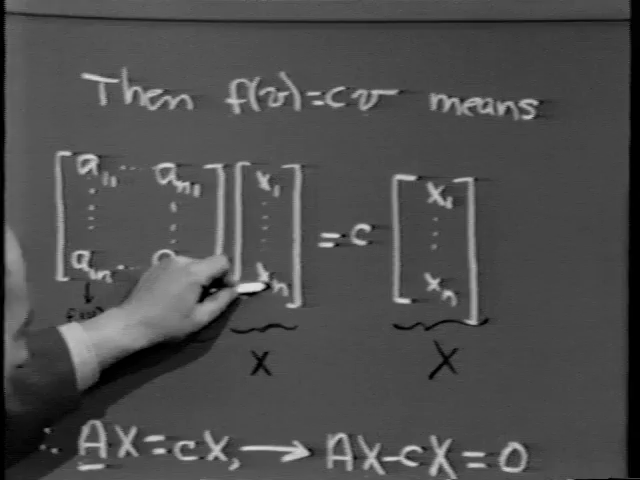 Then f(v)=cv means
[a₁₁ ... aₙ₁] [x₁] = c [x₁]
[a₁ₙ ...] [xₙ] [xₙ]
X X
∴ AX=cX, → AX-cX=0